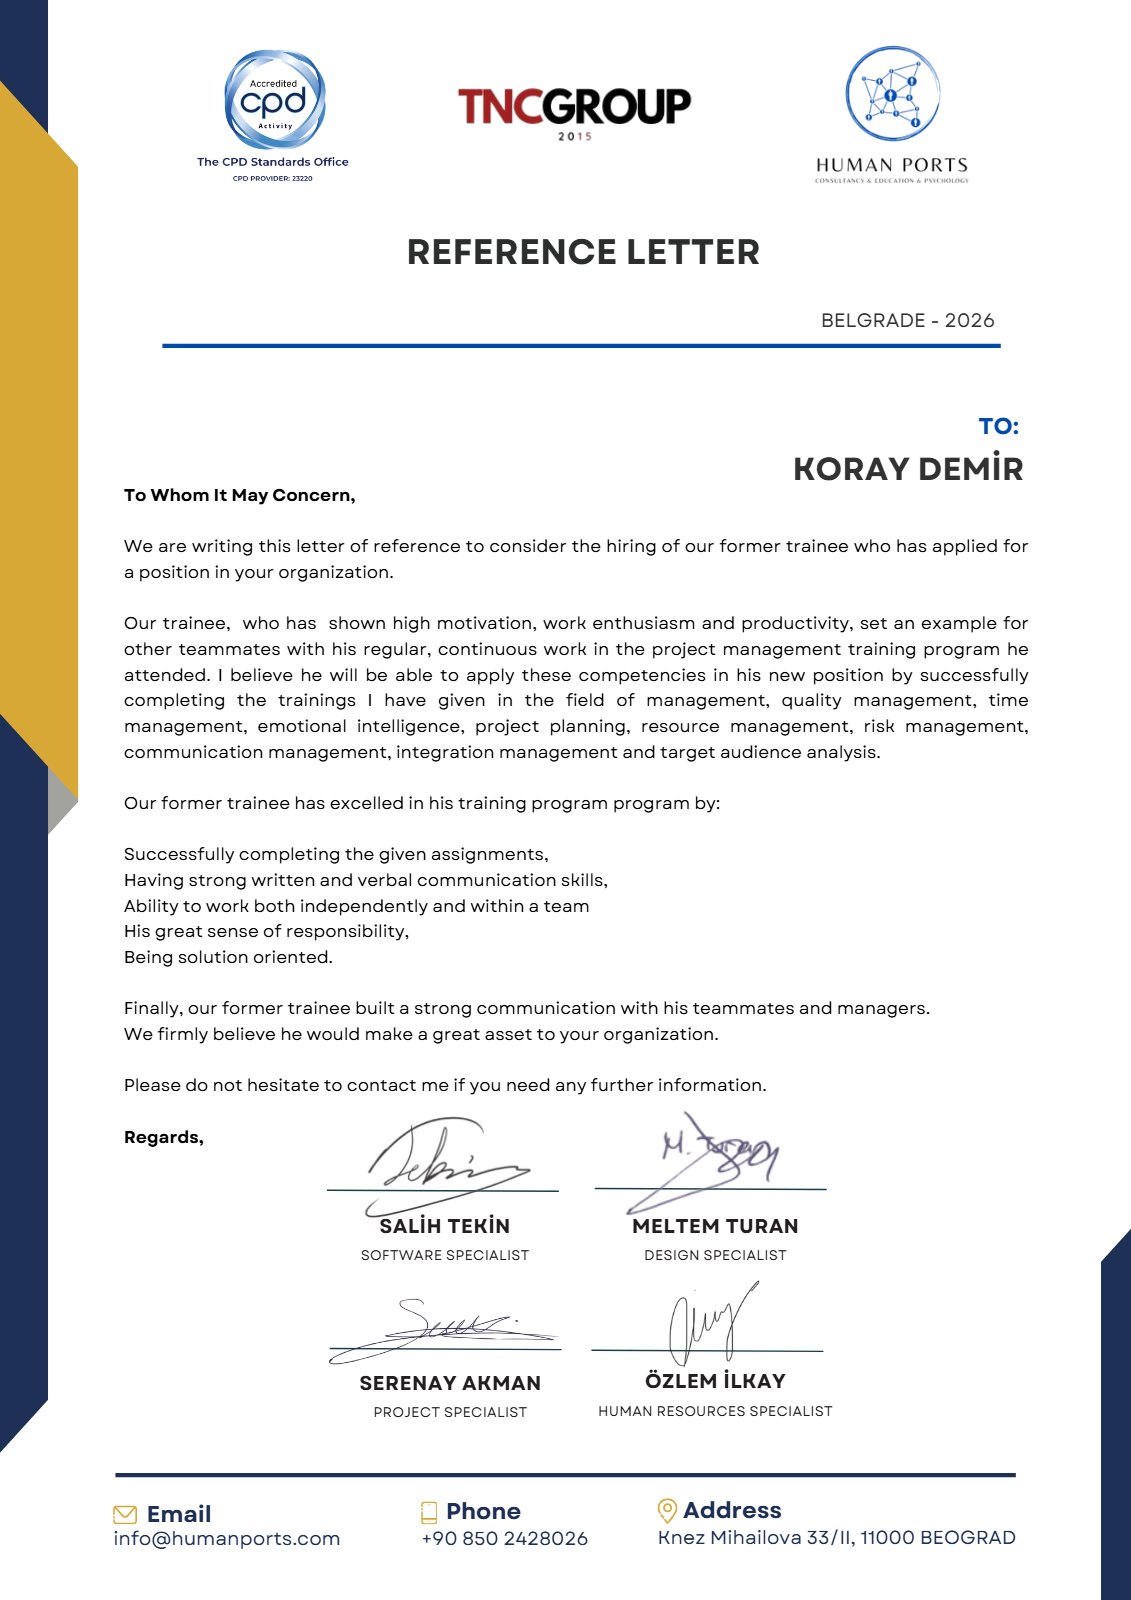 Accredited
cpd
Activity
The CPD Standards Office
CPD PROVIDER: 23220
TNCGROUP
2015
HUMAN PORTS
CONSULTANCY & EDUCATION & PSYCHOLOGY
REFERENCE LETTER
BELGRADE - 2026
TO:
KORAY DEMİR
To Whom It May Concern,
We are writing this letter of reference to consider the hiring of our former trainee who has applied for
a position in your organization.
Our trainee,  who has  shown high motivation, work enthusiasm and productivity, set an example for
other teammates with his regular, continuous work in the project management training program he
attended. I believe he will be able to apply these competencies in his new position by successfully
completing the trainings I have given in the field of management, quality management, time
management, emotional intelligence, project planning, resource management, risk management,
communication management, integration management and target audience analysis.
Our former trainee has excelled in his training program program by:
Successfully completing the given assignments,
Having strong written and verbal communication skills,
Ability to work both independently and within a team
His great sense of responsibility,
Being solution oriented.
Finally, our former trainee built a strong communication with his teammates and managers.
We firmly believe he would make a great asset to your organization.
Please do not hesitate to contact me if you need any further information.
Regards,
Tekin
M. Turan
SALİH TEKİN
MELTEM TURAN
SOFTWARE SPECIALIST
DESIGN SPECIALIST
SERENAY AKMAN
ÖZLEM İLKAY
PROJECT SPECIALIST
HUMAN RESOURCES SPECIALIST
Email
Phone
Address
info@humanports.com
+90 850 2428026
Knez Mihailova 33/II, 11000 BEOGRAD